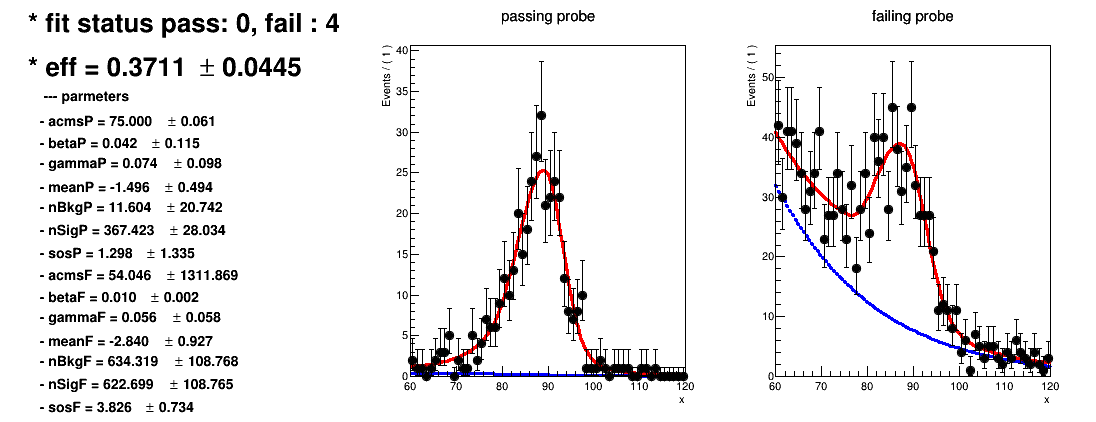 * fit status pass: 0, fail : 4
* eff = 0.3711 ± 0.0445
--- parmeters
- acmsP = 75.000 ± 0.061
- betaP = 0.042 ± 0.115
- gammaP = 0.074 ± 0.098
- meanP = -1.496 ± 0.494
- nBkgP = 11.604 ± 20.742
- nSigP = 367.423 ± 28.034
- sosP = 1.298 ± 1.335
- acmsF = 54.046 ± 1311.869
- betaF = 0.010 ± 0.002
- gammaF = 0.056 ± 0.058
- meanF = -2.840 ± 0.927
- nBkgF = 634.319 ± 108.768
- nSigF = 622.699 ± 108.765
- sosF = 3.826 ± 0.734
passing probe
Events / ( 1 )
40
35
30
25
20
15
10
5
0
60 70 80 90 100 110 120
x
failing probe
Events / ( 1 )
50
40
30
20
10
0
60 70 80 90 100 110 120
x